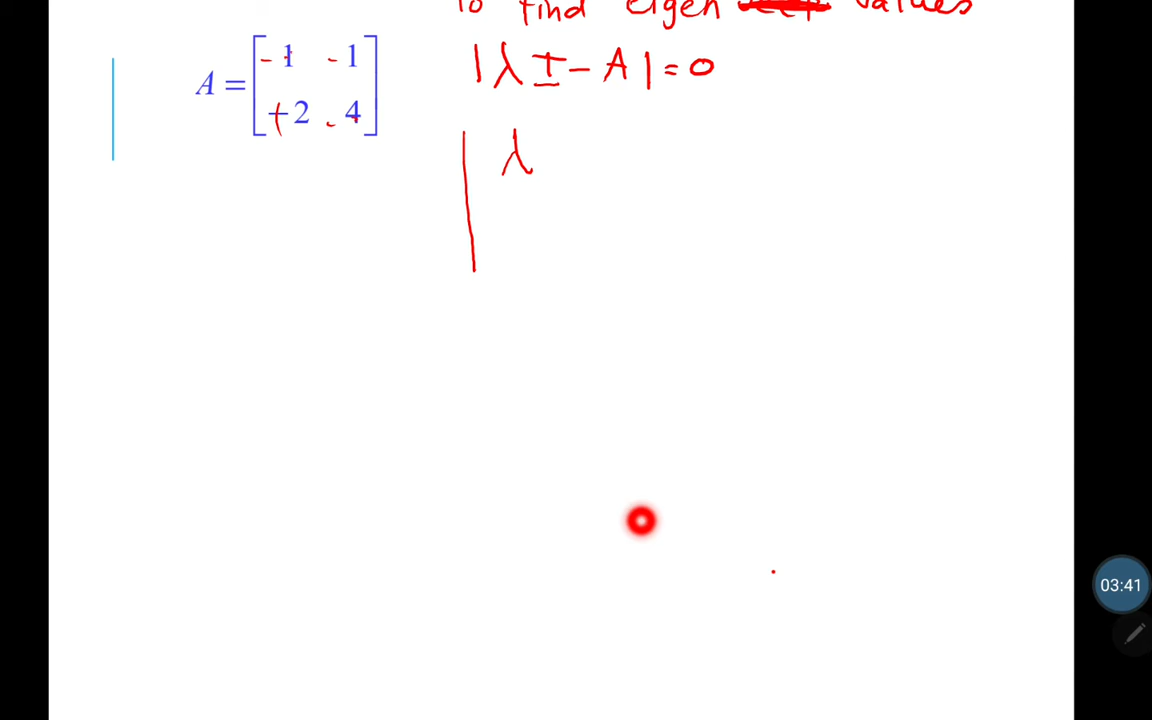 To find eigen values
A = [ -1 -1
+2 -4 ]
|λI - A| = 0
| λ
03:41